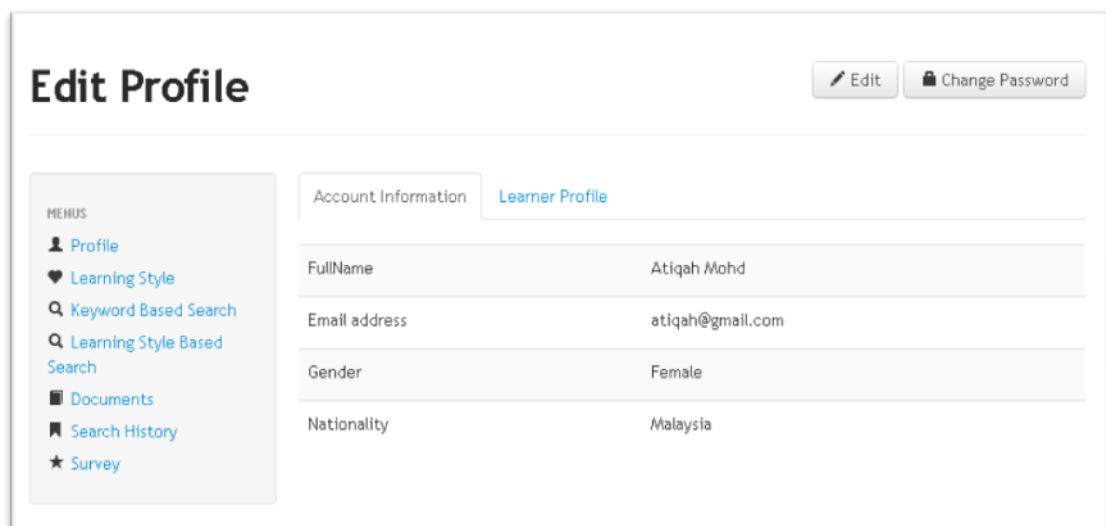 Edit Profile
Edit
Change Password
MENUS
Profile
Learning Style
Keyword Based Search
Learning Style Based
Search
Documents
Search History
Survey
Account Information
Learner Profile
FullName Atiqah Mohd
Email address atiqah@gmail.com
Gender Female
Nationality Malaysia